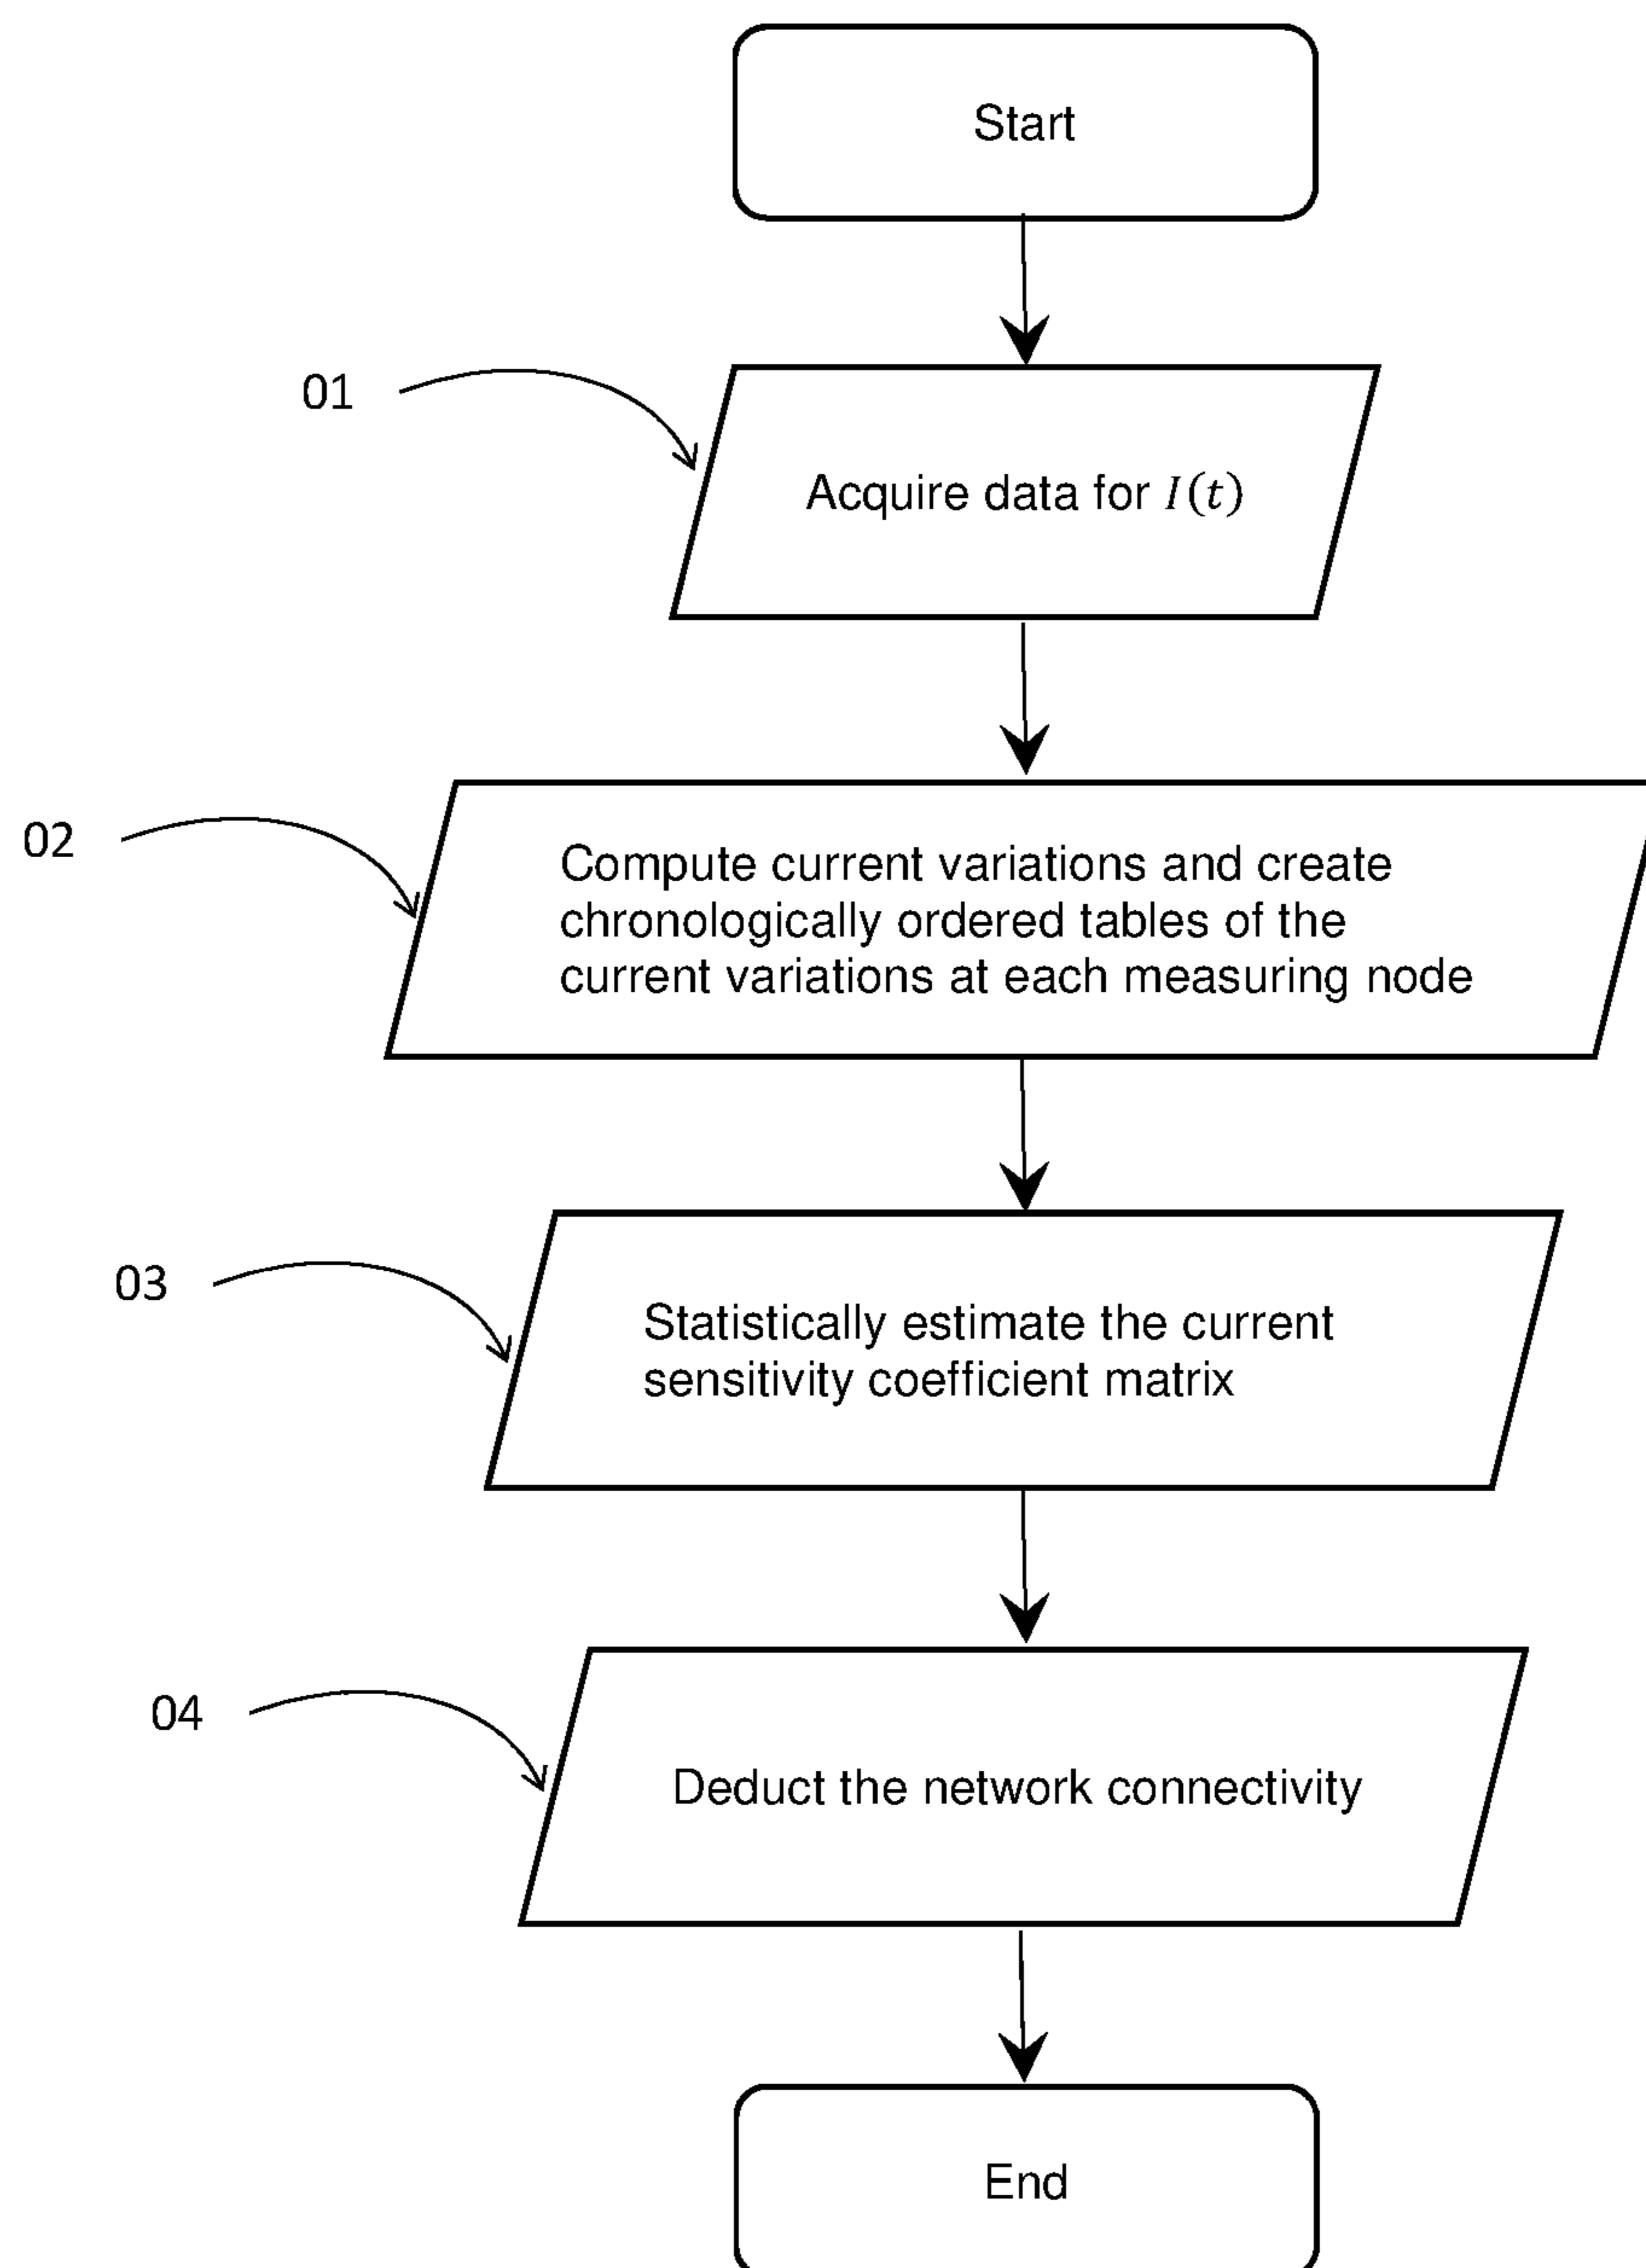 Start
01
Acquire data for I(t)
02
Compute current variations and create
chronologically ordered tables of the
current variations at each measuring node
03
Statistically estimate the current
sensitivity coefficient matrix
04
Deduct the network connectivity
End